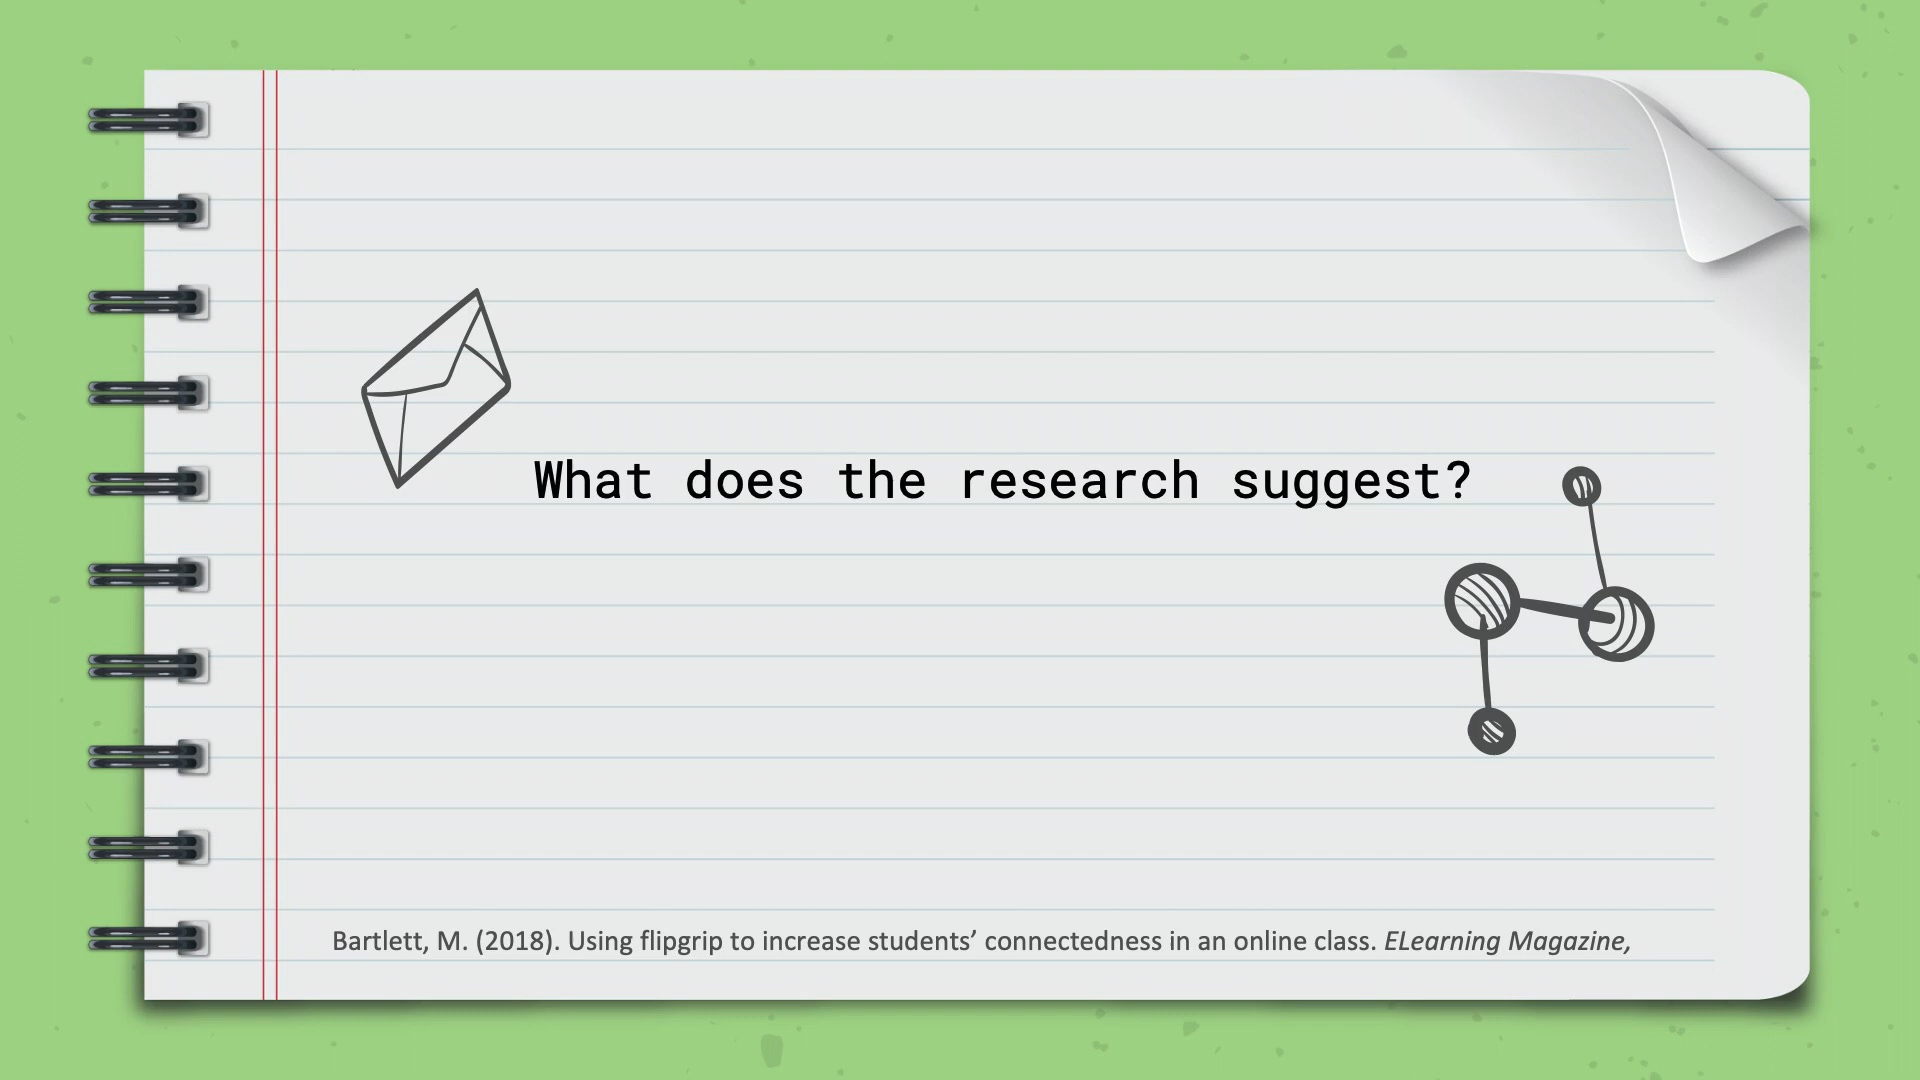 What does the research suggest?
Bartlett, M. (2018). Using flipgrip to increase students’ connectedness in an online class. ELearning Magazine,